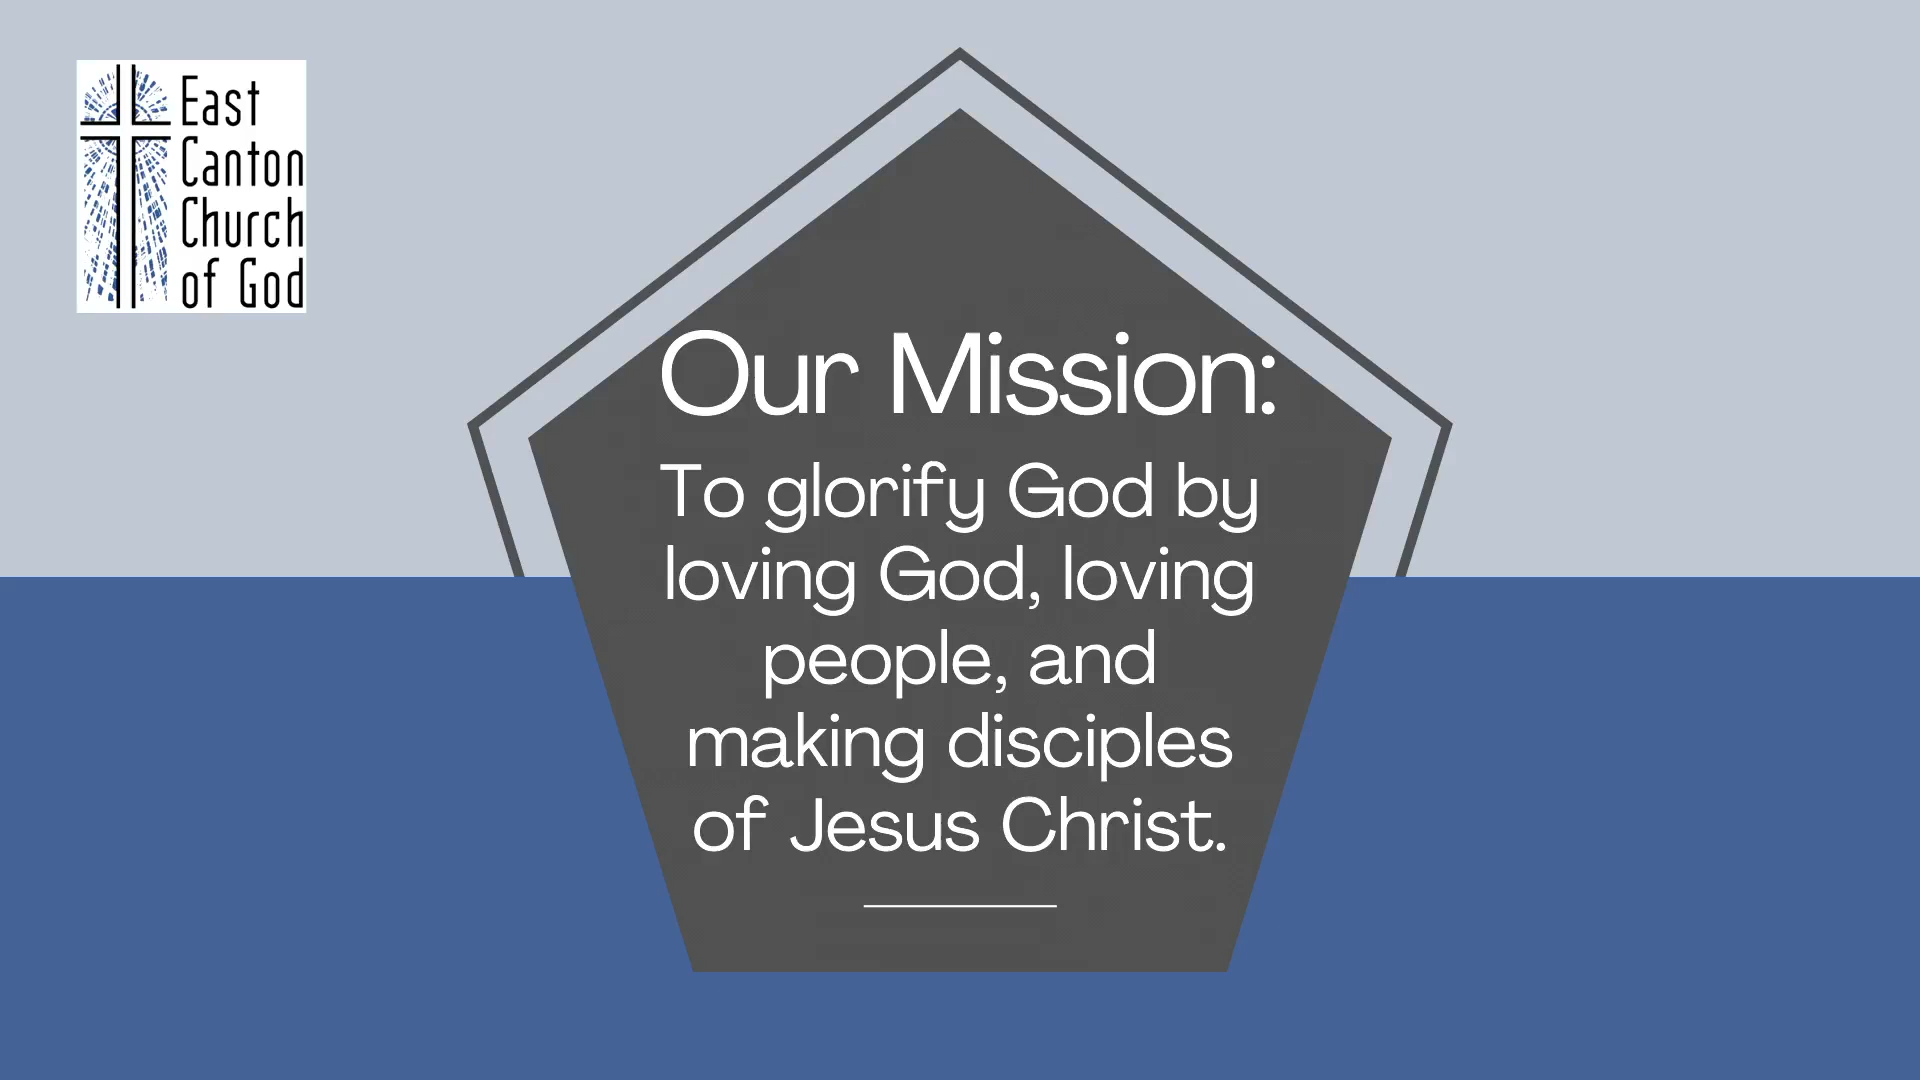 East
Canton
Church
of God
Our Mission:
To glorify God by
loving God, loving
people, and
making disciples
of Jesus Christ.